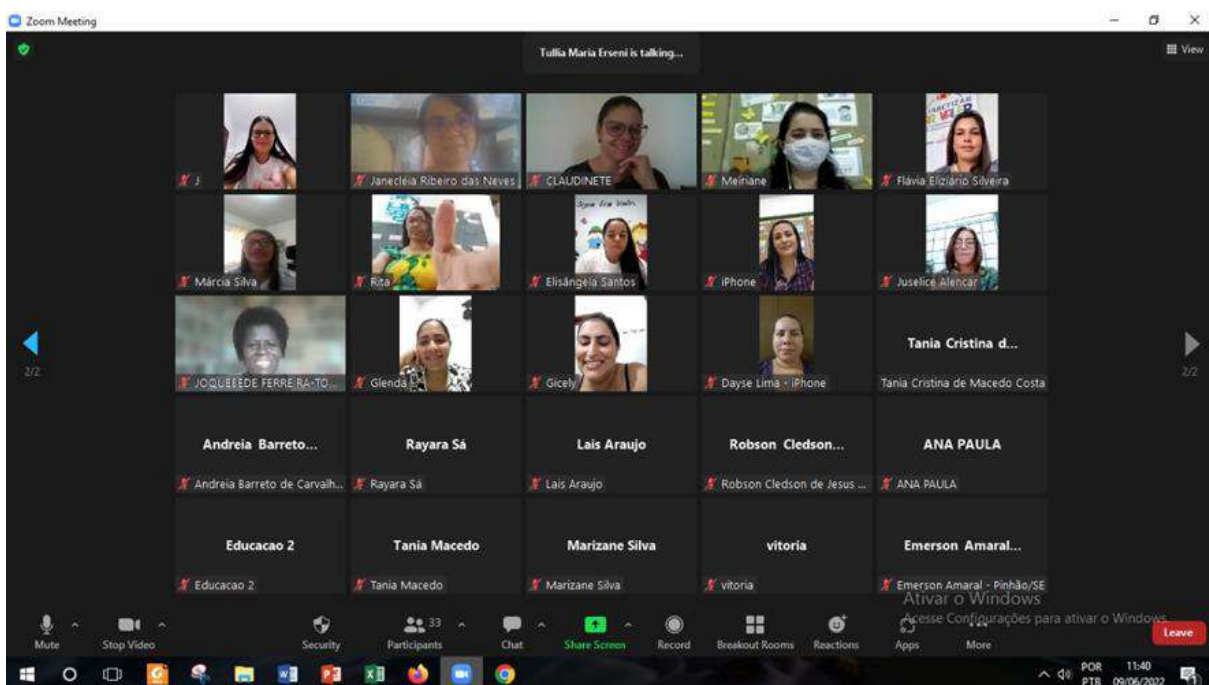 Zoom Meeting
Tullia Maria Erseni is talking...
View
J
Janecléia Ribeiro das Neves
CLAUDINETE
Meiriane
Flávia Eliziário Silveira
Márcia Silva
Rita
Elisângela Santos
iPhone
Juselice Alencar
JOQUEBEDE FERRE RA-TO...
Glenda
Gicely
Dayse Lima - iPhone
Tania Cristina d...
Tania Cristina de Macedo Costa
2/2
2/2
Andreia Barreto...
Rayara Sá
Lais Araujo
Robson Cledson...
ANA PAULA
Andreia Barreto de Carvalh...
Rayara Sá
Lais Araujo
Robson Cledson de Jesus ...
ANA PAULA
Educacao 2
Tania Macedo
Marizane Silva
vitoria
Emerson Amaral...
Educacao 2
Tania Macedo
Marizane Silva
vitoria
Emerson Amaral - Pinhão/SE
Ativar o Windows
Acesse Configurações para ativar o Windows.
Mute
Stop Video
Security
33
Participants
Chat
Share Screen
Record
Breakout Rooms
Reactions
Apps
More
Leave
POR
PTB
11:40
09/06/2022